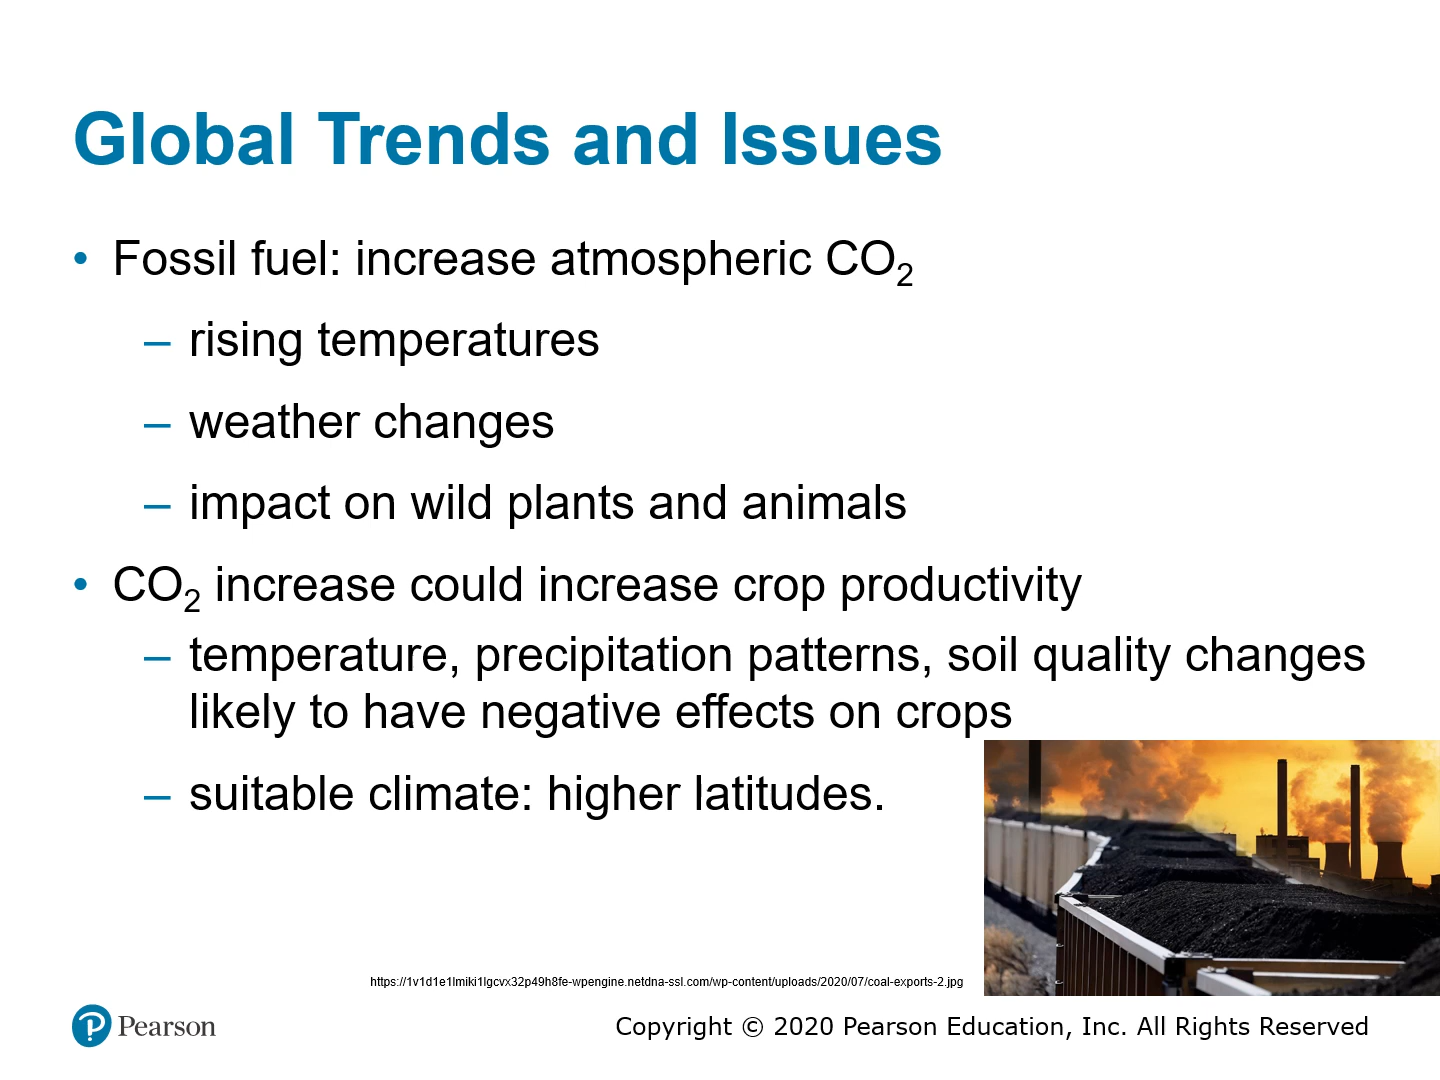 Global Trends and Issues
• Fossil fuel: increase atmospheric CO₂
– rising temperatures
– weather changes
– impact on wild plants and animals
• CO₂ increase could increase crop productivity
– temperature, precipitation patterns, soil quality changes
likely to have negative effects on crops
– suitable climate: higher latitudes.
https://1v1d1e1lmiki1lgcvx32p49h8fe-wpengine.netdna-ssl.com/wp-content/uploads/2020/07/coal-exports-2.jpg
Pearson
Copyright © 2020 Pearson Education, Inc. All Rights Reserved